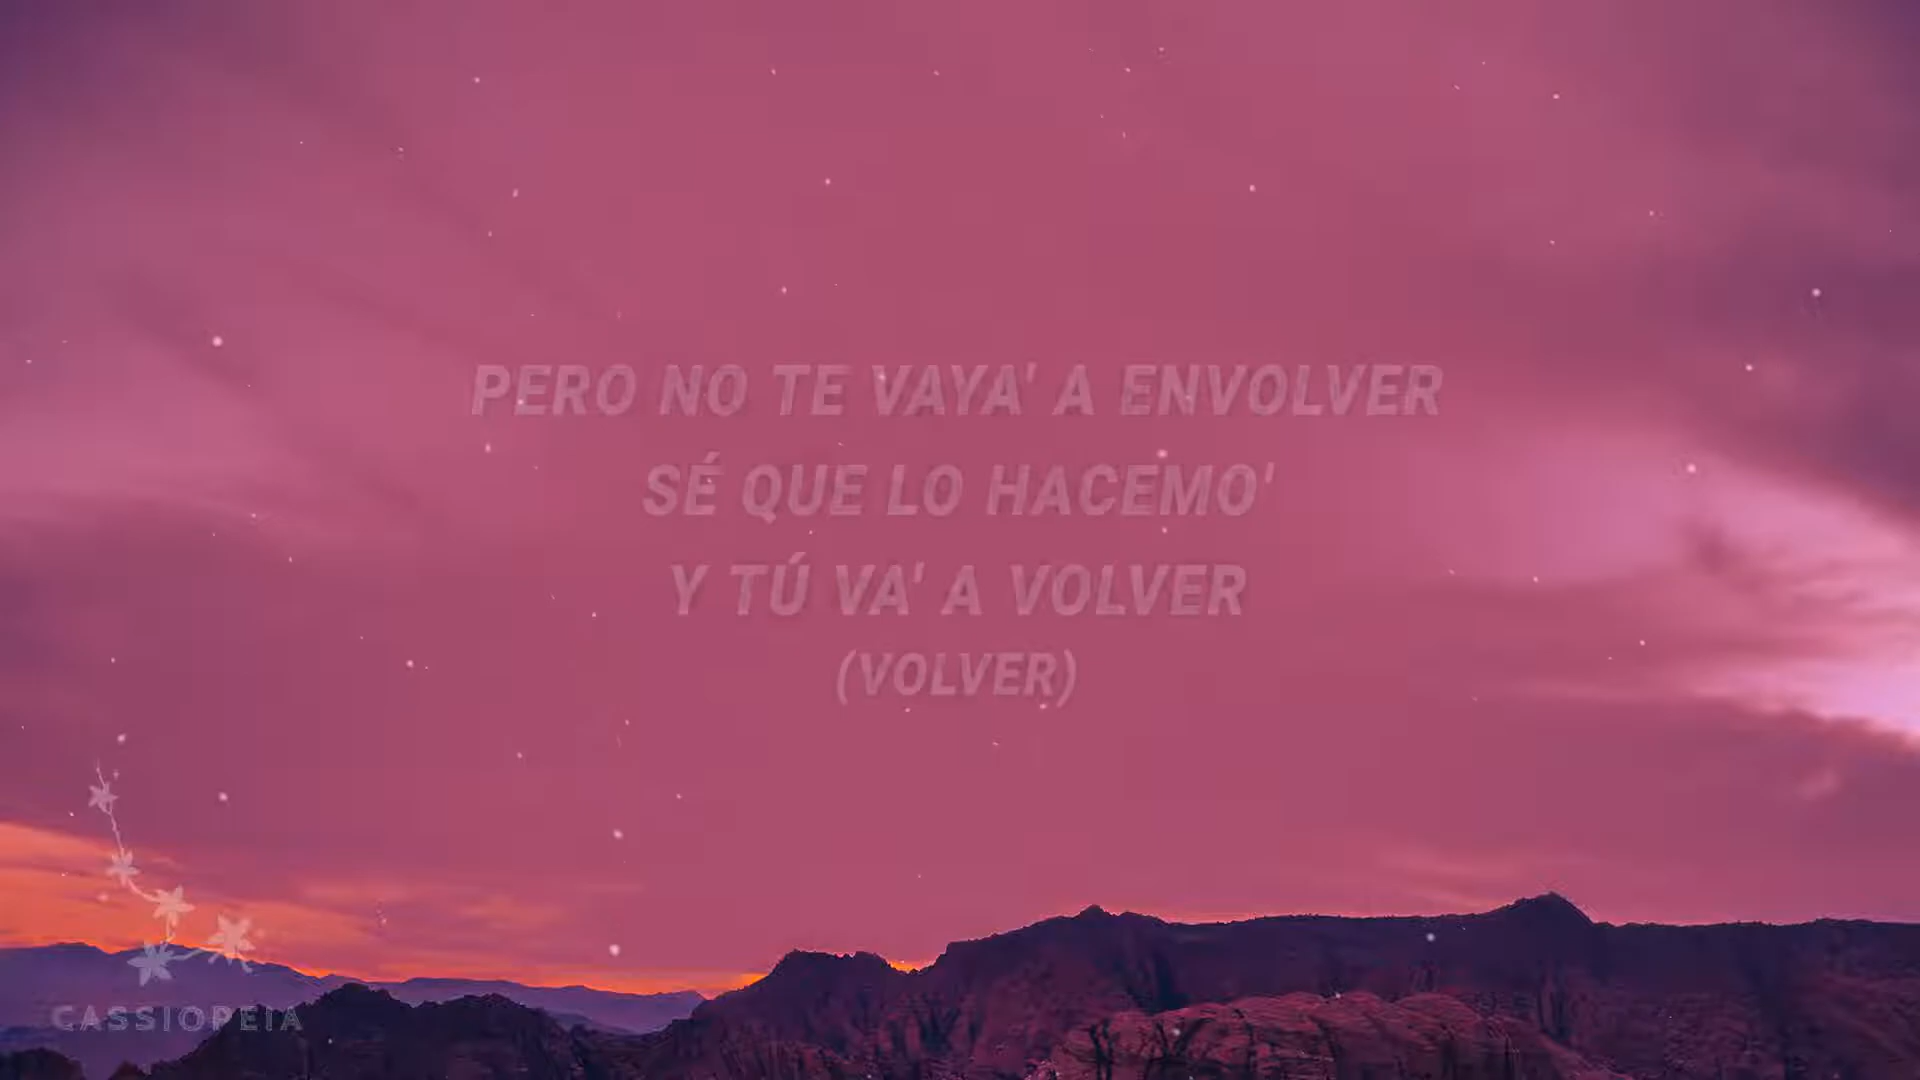 PERO NO TE VAYA' A ENVOLVER
SÉ QUE LO HACEMO'
Y TÚ VA' A VOLVER
(VOLVER)
CASSIOPEIA